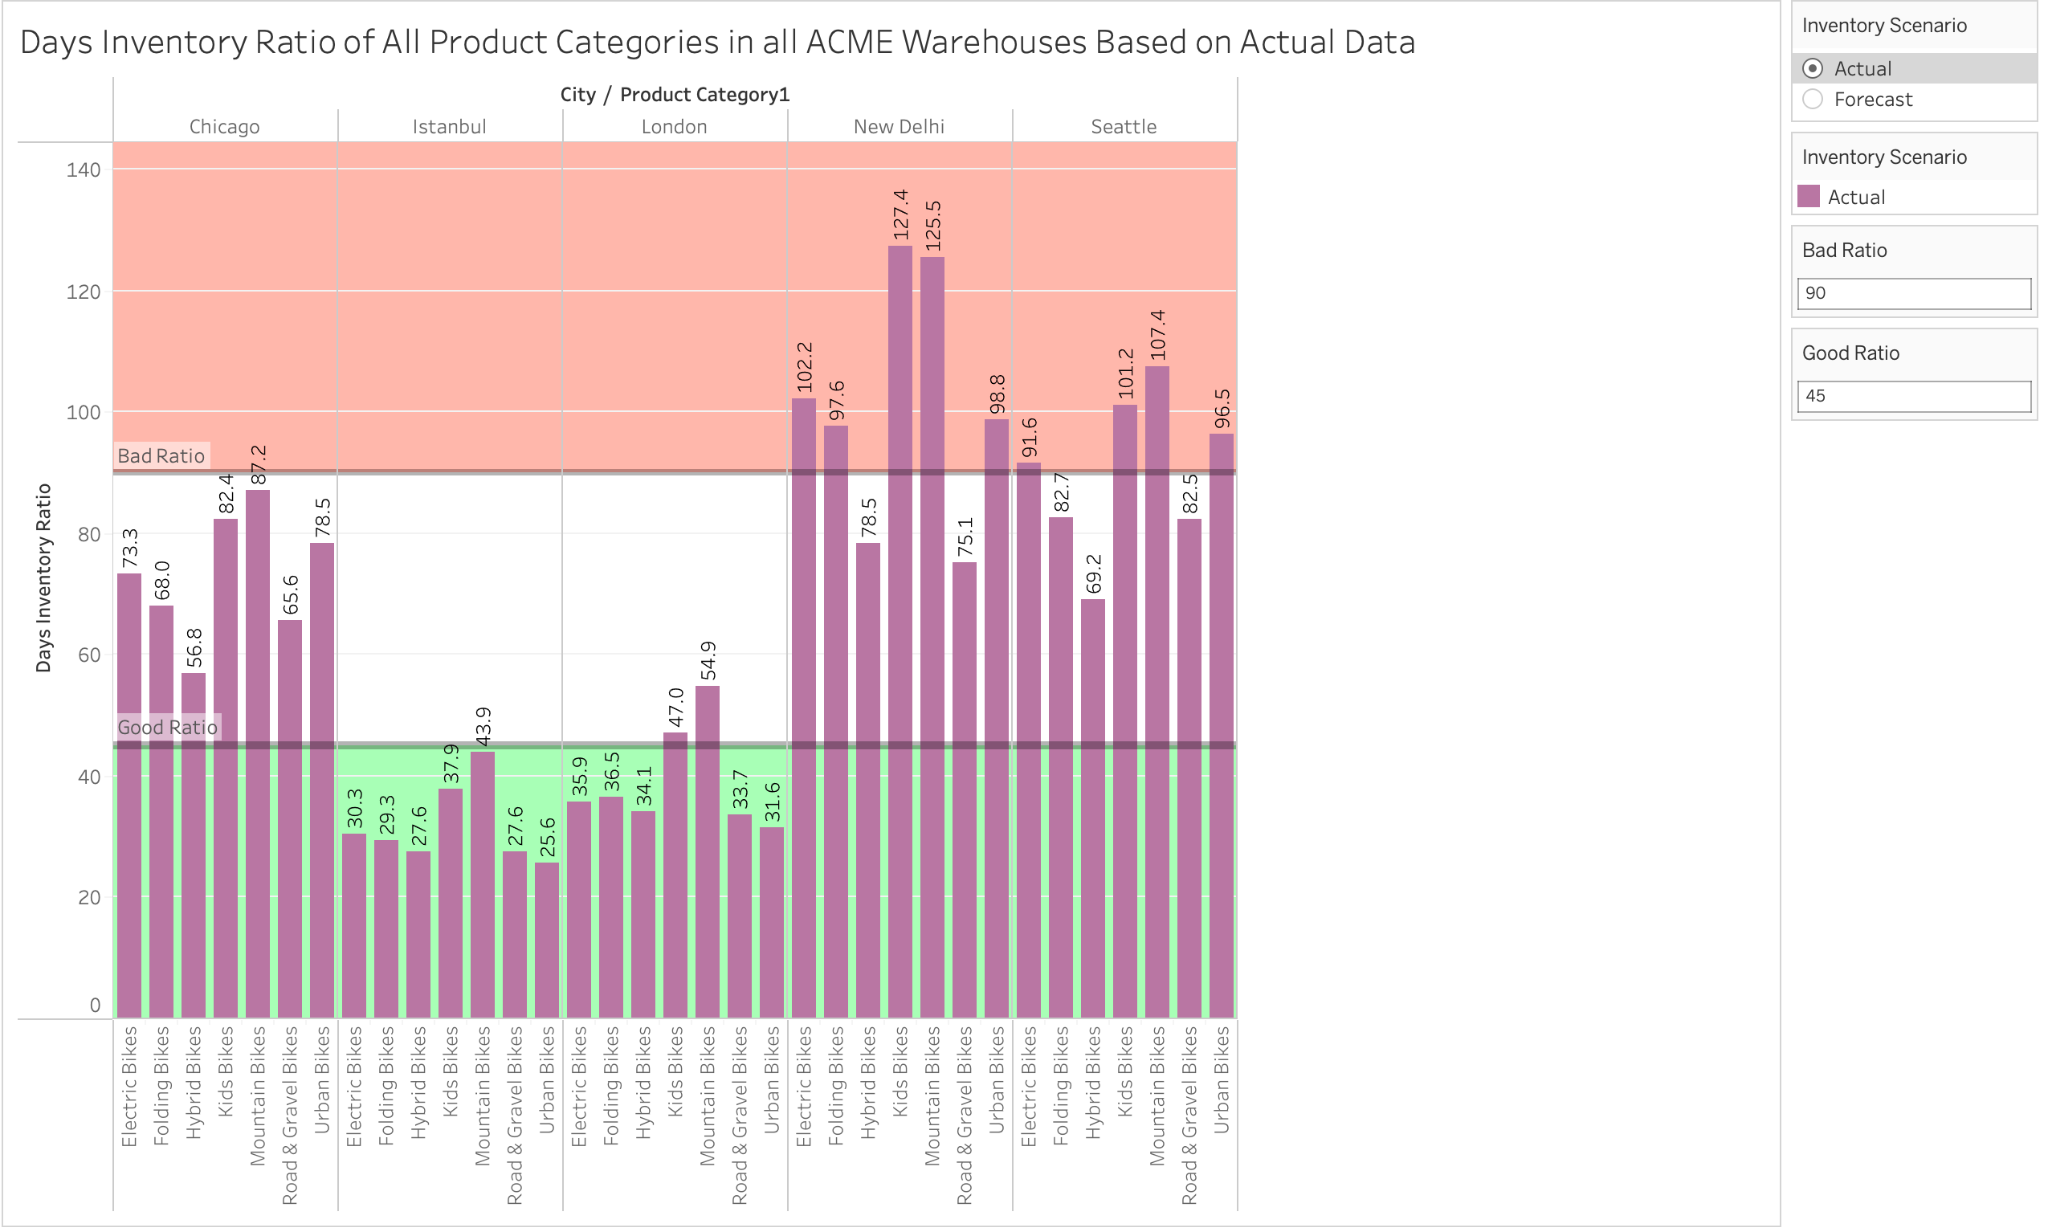 Days Inventory Ratio of All Product Categories in all ACME Warehouses Based on Actual Data
City / Product Category1
Chicago Istanbul London New Delhi Seattle
Days Inventory Ratio
140
120
100
80
60
40
20
0
Bad Ratio
Good Ratio
73.3 68.0 56.8 82.4 87.2 65.6 78.5
30.3 29.3 27.6 37.9 43.9 27.6 25.6
35.9 36.5 34.1 47.0 54.9 33.7 31.6
102.2 97.6 78.5 127.4 125.5 75.1 98.8
91.6 82.7 69.2 101.2 107.4 82.5 96.5
Electric Bikes
Folding Bikes
Hybrid Bikes
Kids Bikes
Mountain Bikes
Road & Gravel Bikes
Urban Bikes
Electric Bikes
Folding Bikes
Hybrid Bikes
Kids Bikes
Mountain Bikes
Road & Gravel Bikes
Urban Bikes
Electric Bikes
Folding Bikes
Hybrid Bikes
Kids Bikes
Mountain Bikes
Road & Gravel Bikes
Urban Bikes
Electric Bikes
Folding Bikes
Hybrid Bikes
Kids Bikes
Mountain Bikes
Road & Gravel Bikes
Urban Bikes
Electric Bikes
Folding Bikes
Hybrid Bikes
Kids Bikes
Mountain Bikes
Road & Gravel Bikes
Urban Bikes
Inventory Scenario
Actual
Forecast
Inventory Scenario
Actual
Bad Ratio
90
Good Ratio
45